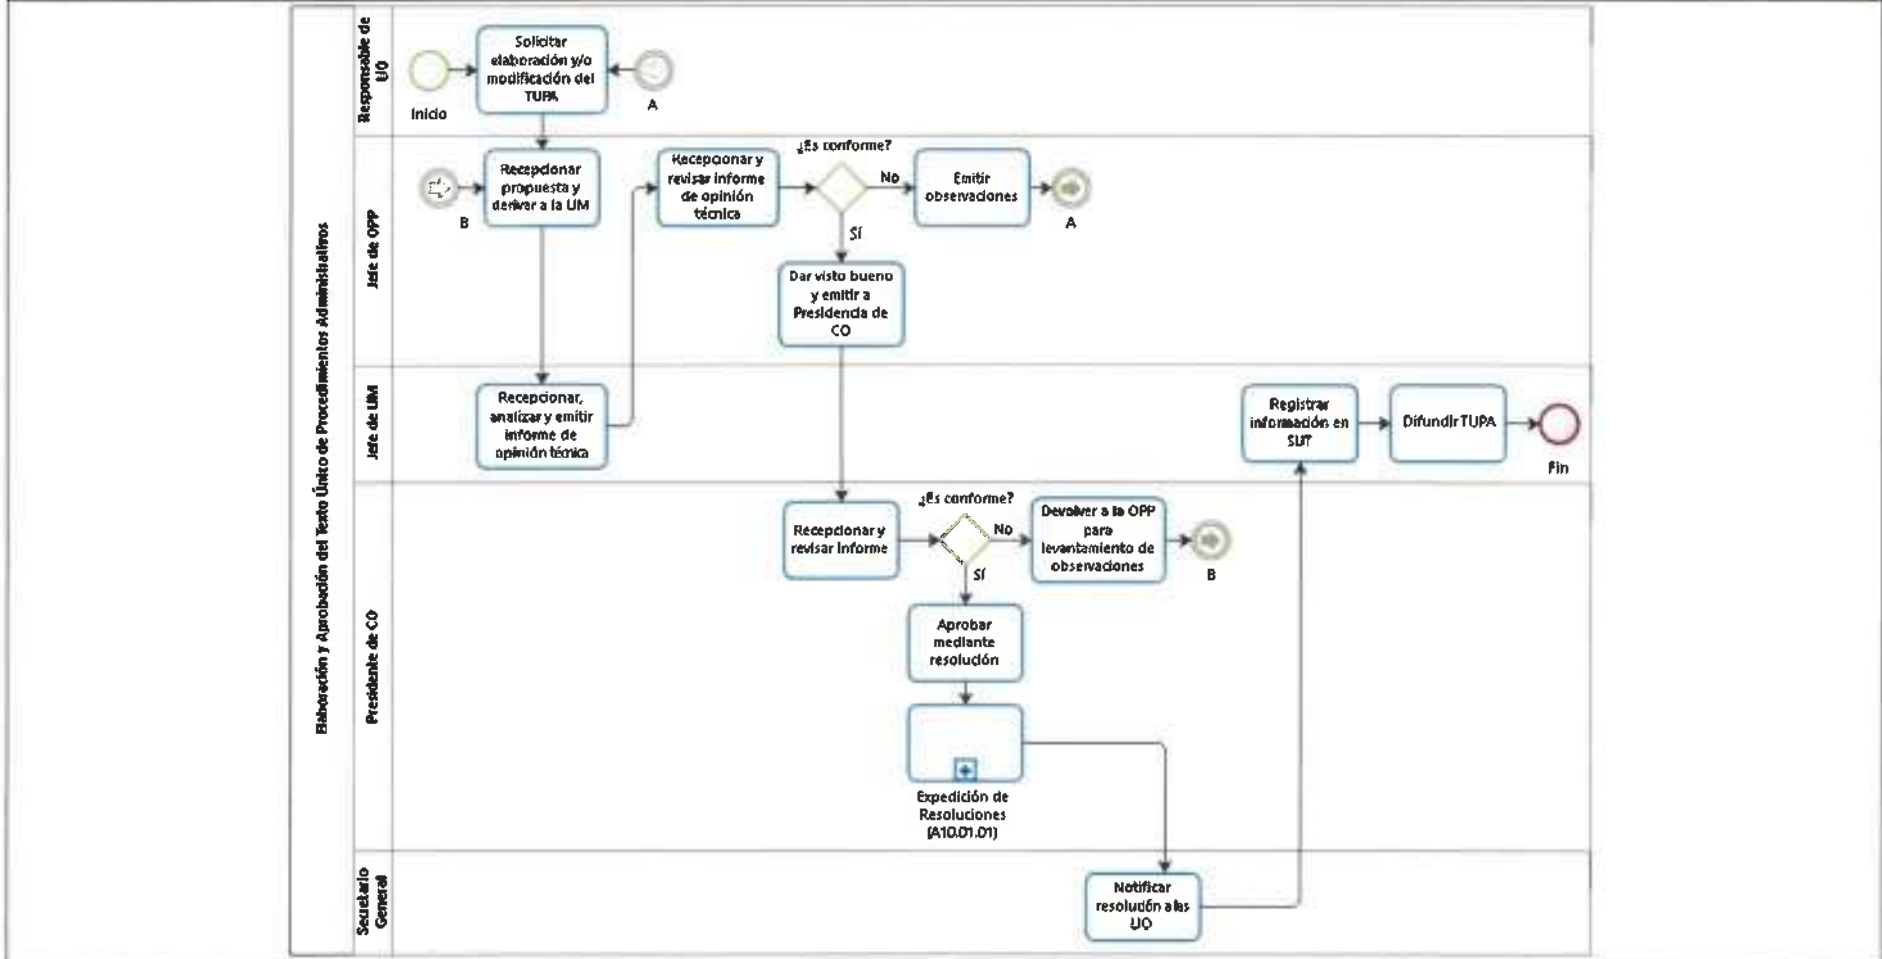 Elaboración y Aprobación del Texto Único de Procedimientos Administrativos
Responsable de
UO
Inicio
Solicitar
elaboración y/o
modificación del
TUPA
A
Jefe de OPP
B
Recepcionar
propuesta y
derivar a la UM
Recepcionar y
revisar informe
de opinión
técnica
¿Es conforme?
No
Emitir
observaciones
A
Sí
Dar visto bueno
y emitir a
Presidencia de
CO
Jefe de UM
Recepcionar,
analizar y emitir
informe de
opinión técnica
Registrar
información en
SUT
Difundir TUPA
Fin
Presidente de CO
Recepcionar y
revisar informe
¿Es conforme?
No
Devolver a la OPP
para
levantamiento de
observaciones
B
Sí
Aprobar
mediante
resolución
Expedición de
Resoluciones
(A10.01.01)
Secretario
General
Notificar
resolución a las
UO